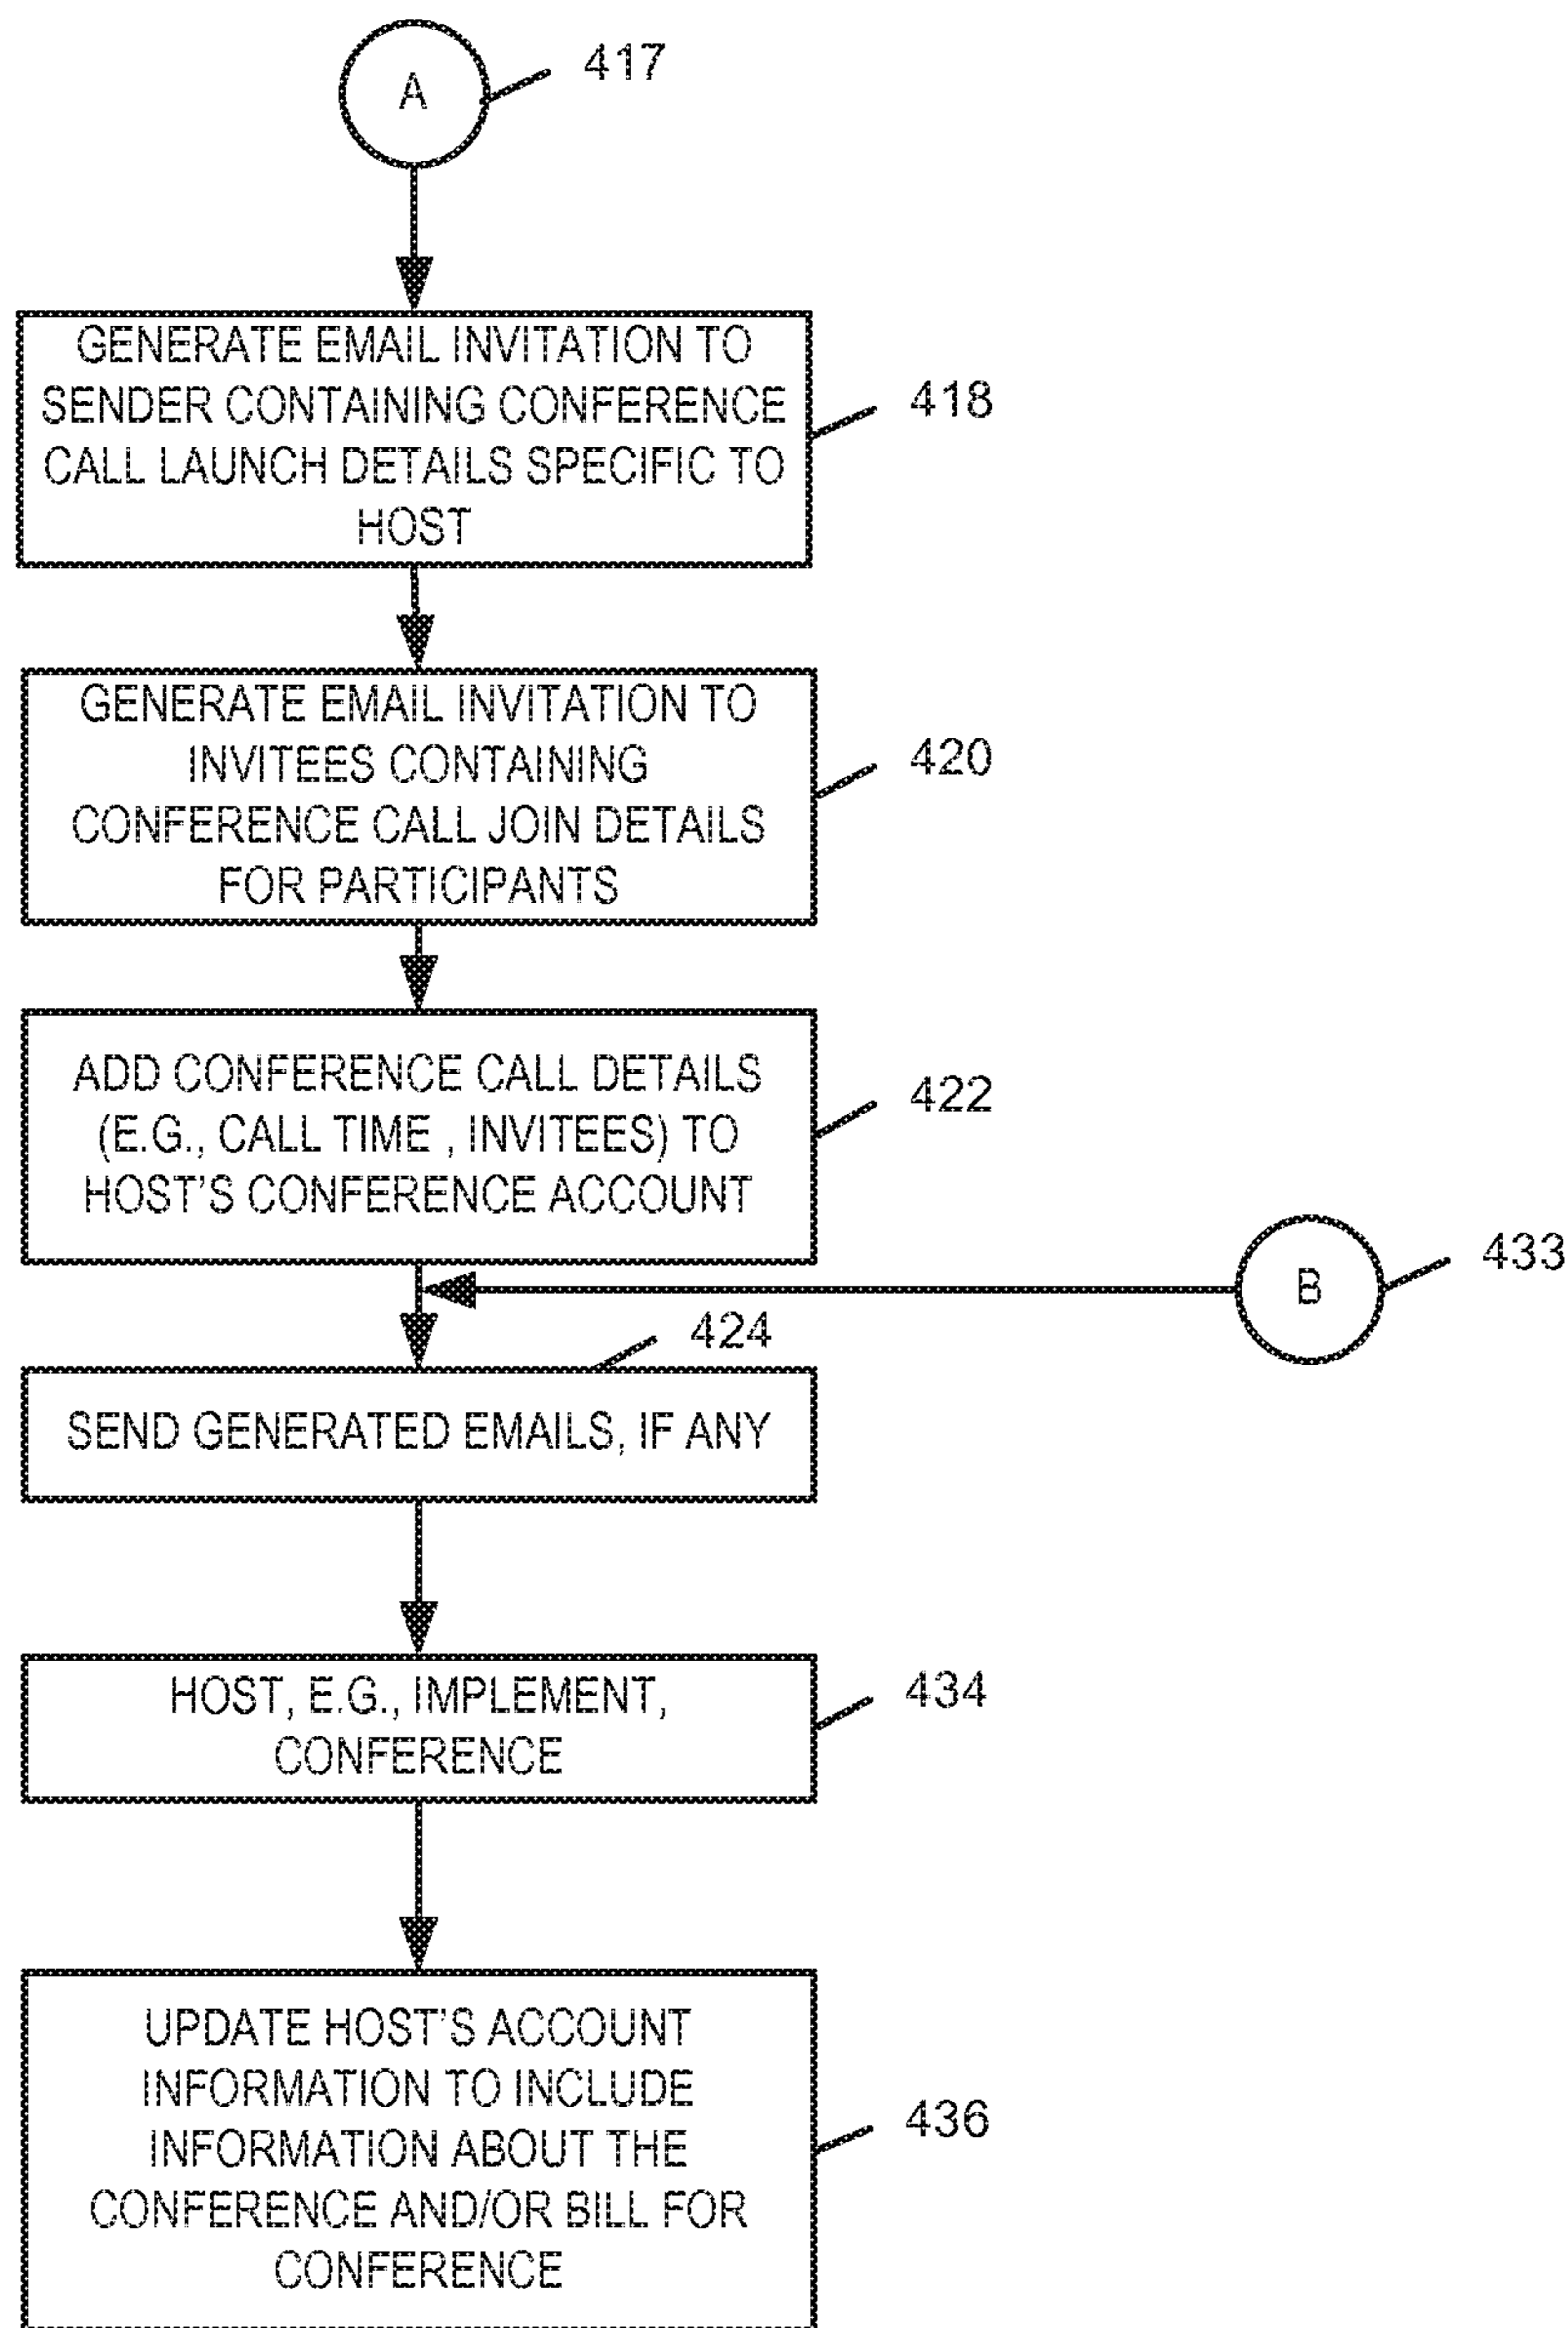 A
417
GENERATE EMAIL INVITATION TO
SENDER CONTAINING CONFERENCE
CALL LAUNCH DETAILS SPECIFIC TO
HOST
418
GENERATE EMAIL INVITATION TO
INVITEES CONTAINING
CONFERENCE CALL JOIN DETAILS
FOR PARTICIPANTS
420
ADD CONFERENCE CALL DETAILS
(E.G., CALL TIME , INVITEES) TO
HOST'S CONFERENCE ACCOUNT
422
B
433
424
SEND GENERATED EMAILS, IF ANY
HOST, E.G., IMPLEMENT,
CONFERENCE
434
UPDATE HOST'S ACCOUNT
INFORMATION TO INCLUDE
INFORMATION ABOUT THE
CONFERENCE AND/OR BILL FOR
CONFERENCE
436